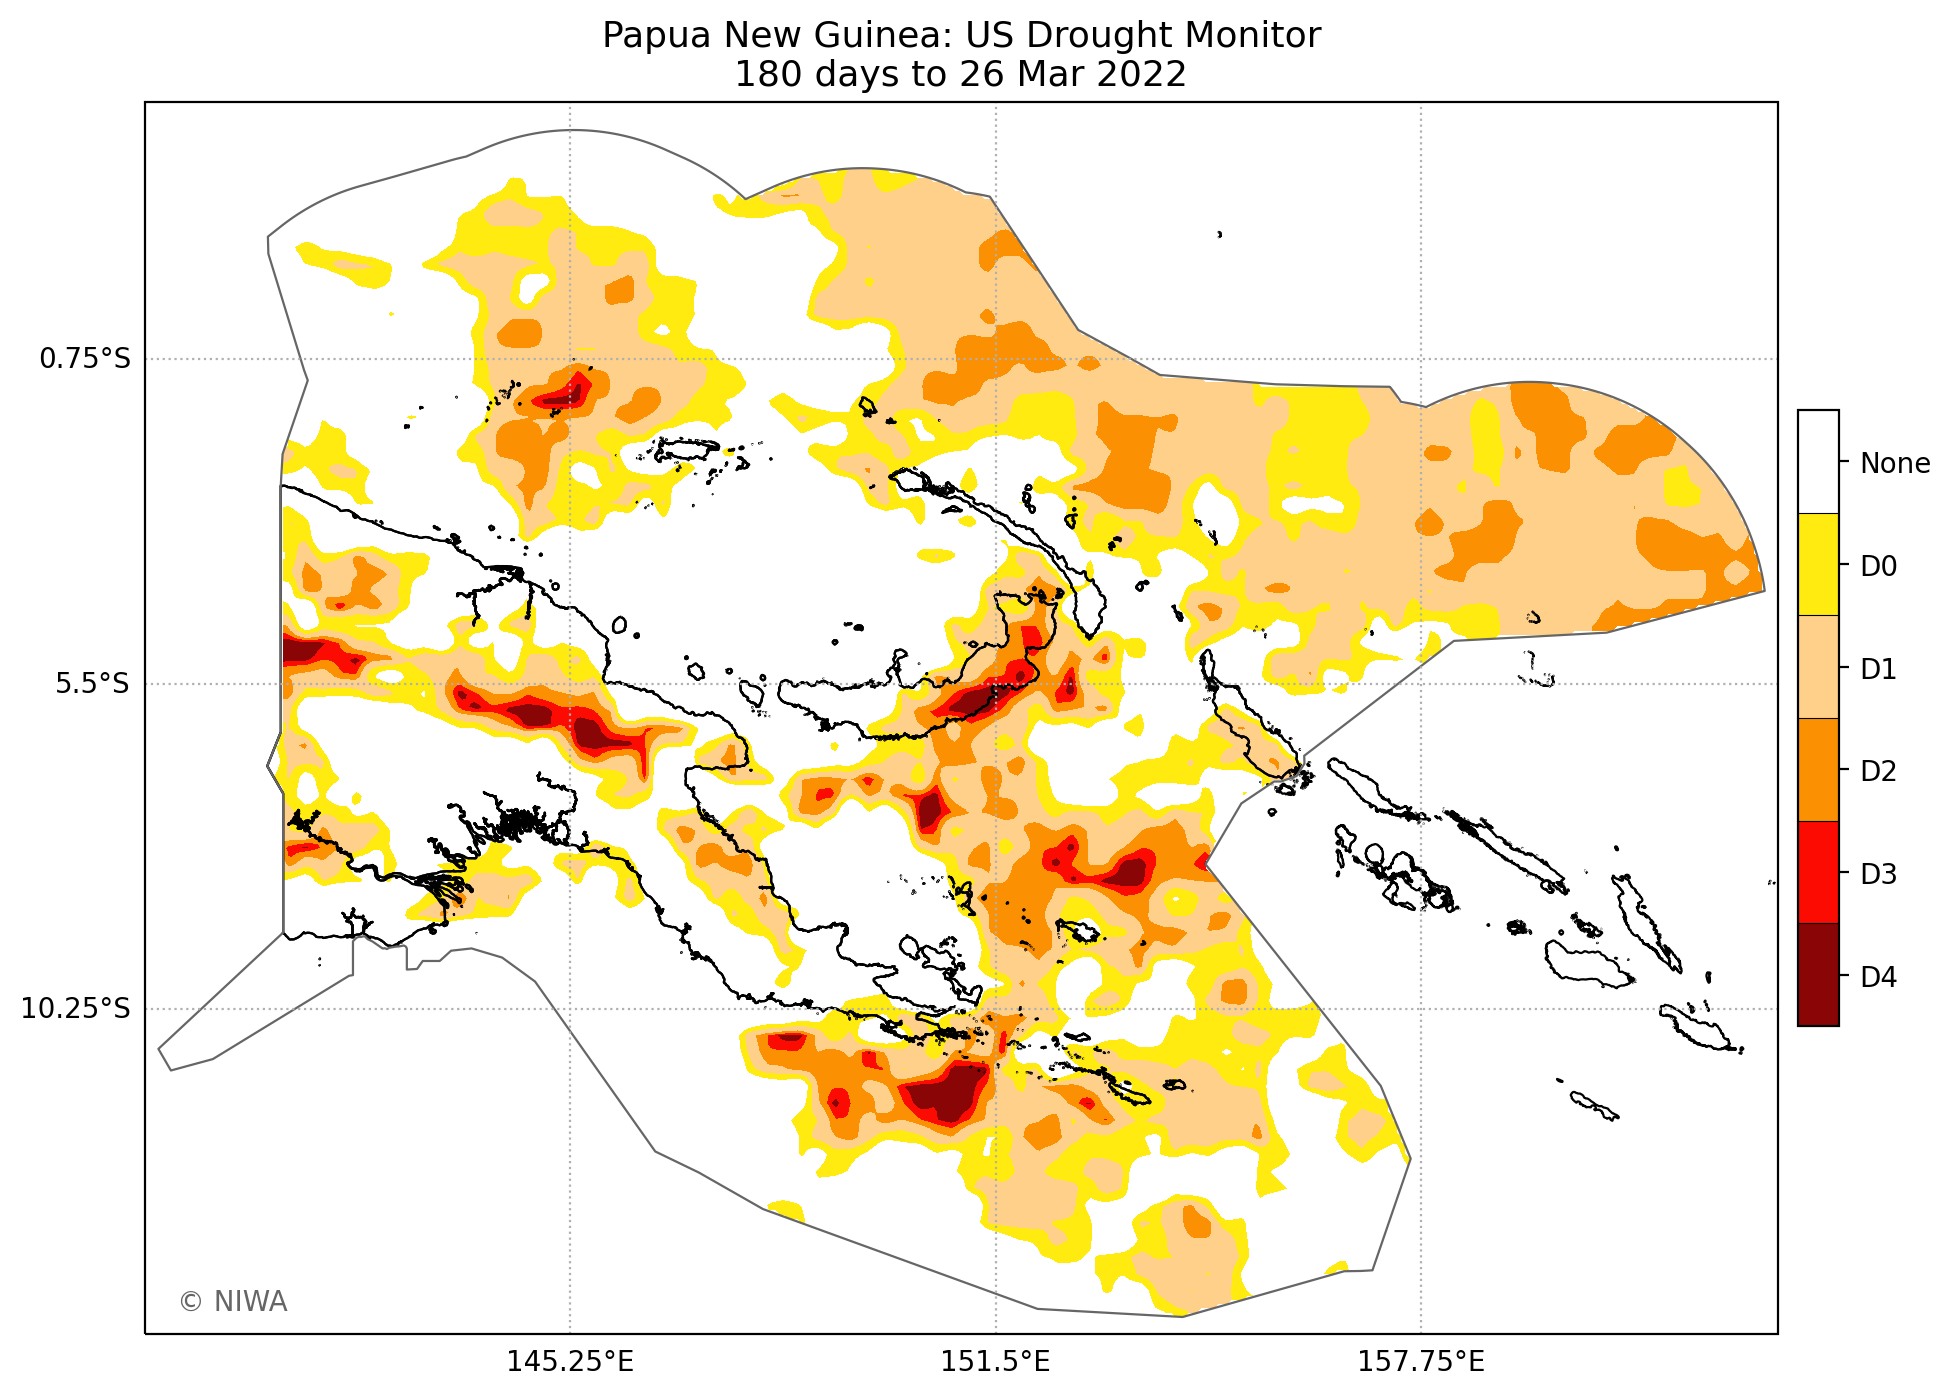 Papua New Guinea: US Drought Monitor
180 days to 26 Mar 2022
0.75°S
5.5°S
10.25°S
145.25°E
151.5°E
157.75°E
None
D0
D1
D2
D3
D4
© NIWA